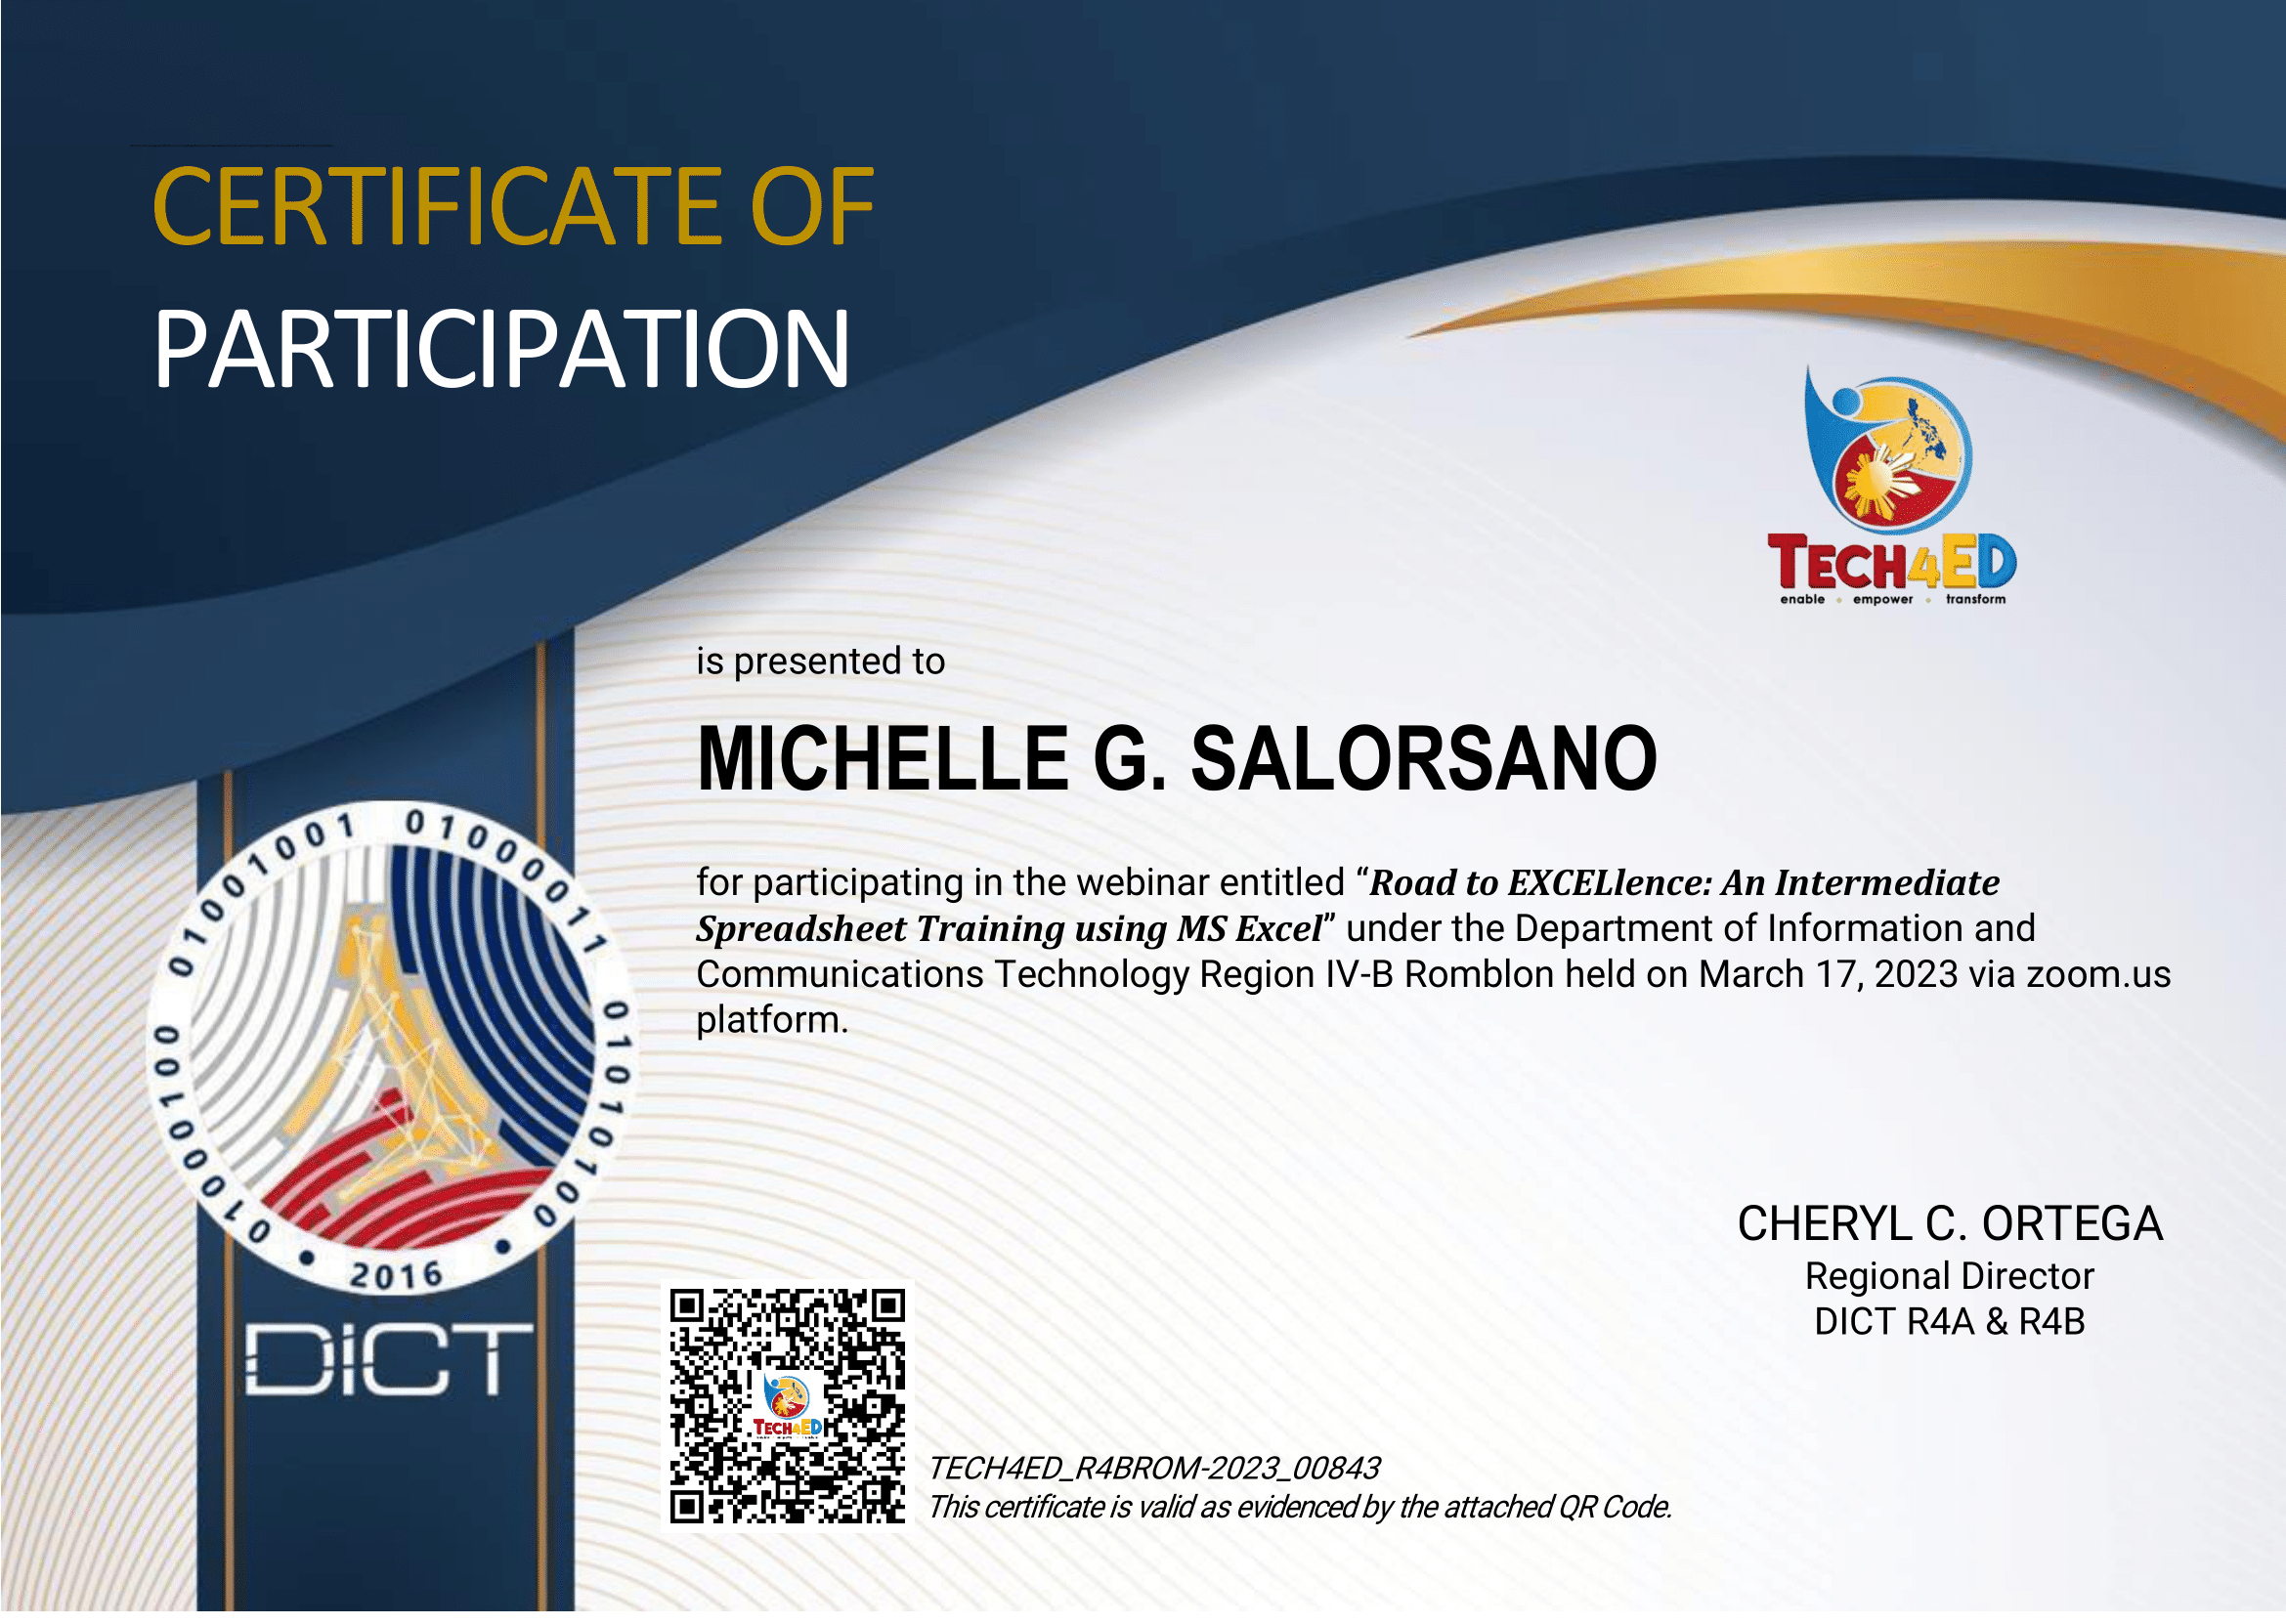 CERTIFICATE OF
PARTICIPATION
TECH4ED
enable • empower • transform
is presented to
MICHELLE G. SALORSANO
for participating in the webinar entitled “Road to EXCELlence: An Intermediate
Spreadsheet Training using MS Excel” under the Department of Information and
Communications Technology Region IV-B Romblon held on March 17, 2023 via zoom.us
platform.
01001001 01000011 01010100 01000100
2016
DICT
CHERYL C. ORTEGA
Regional Director
DICT R4A & R4B
TECH4ED
TECH4ED_R4BROM-2023_00843
This certificate is valid as evidenced by the attached QR Code.